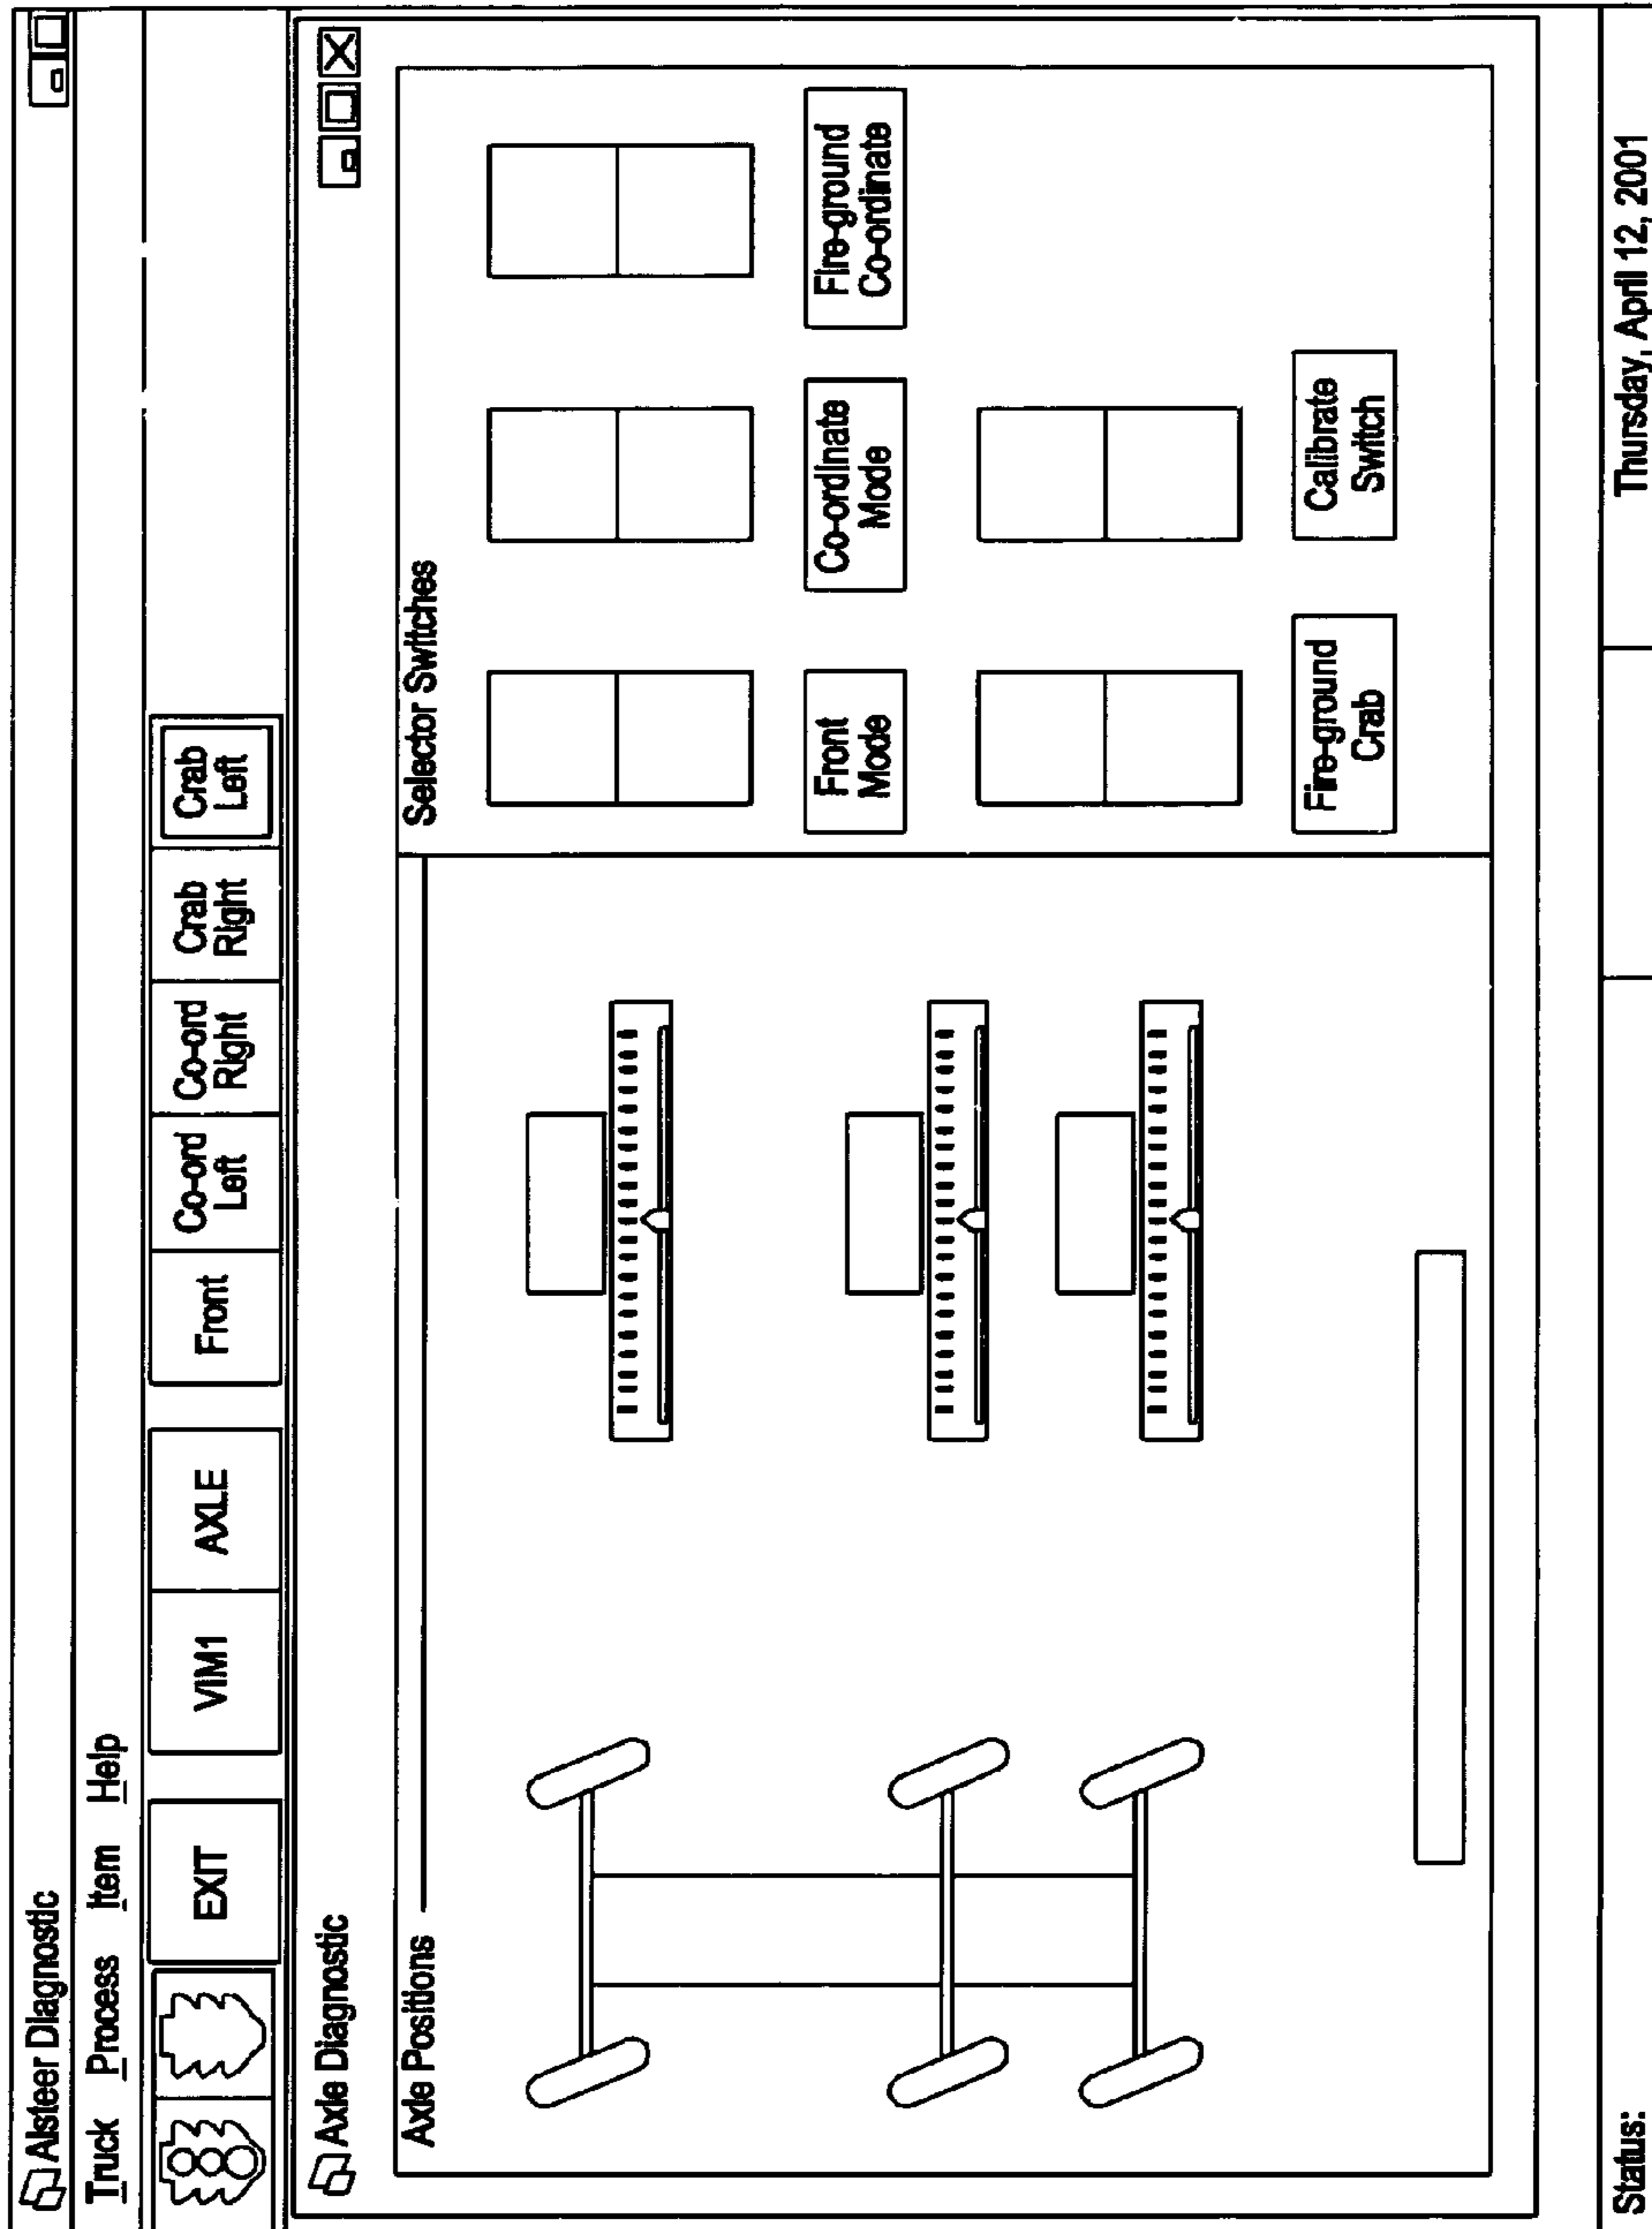 Alsteer Diagnostic
Truck Process Item Help
EXIT
VIM1
AXLE
Front
Co-ord
Left
Co-ord
Right
Crab
Right
Crab
Left
Axle Diagnostic
Axle Positions
Selector Switches
Front
Mode
Co-ordinate
Mode
Fire-ground
Co-ordinate
Fire-ground
Crab
Calibrate
Switch
Status:
Thursday, April 12, 2001